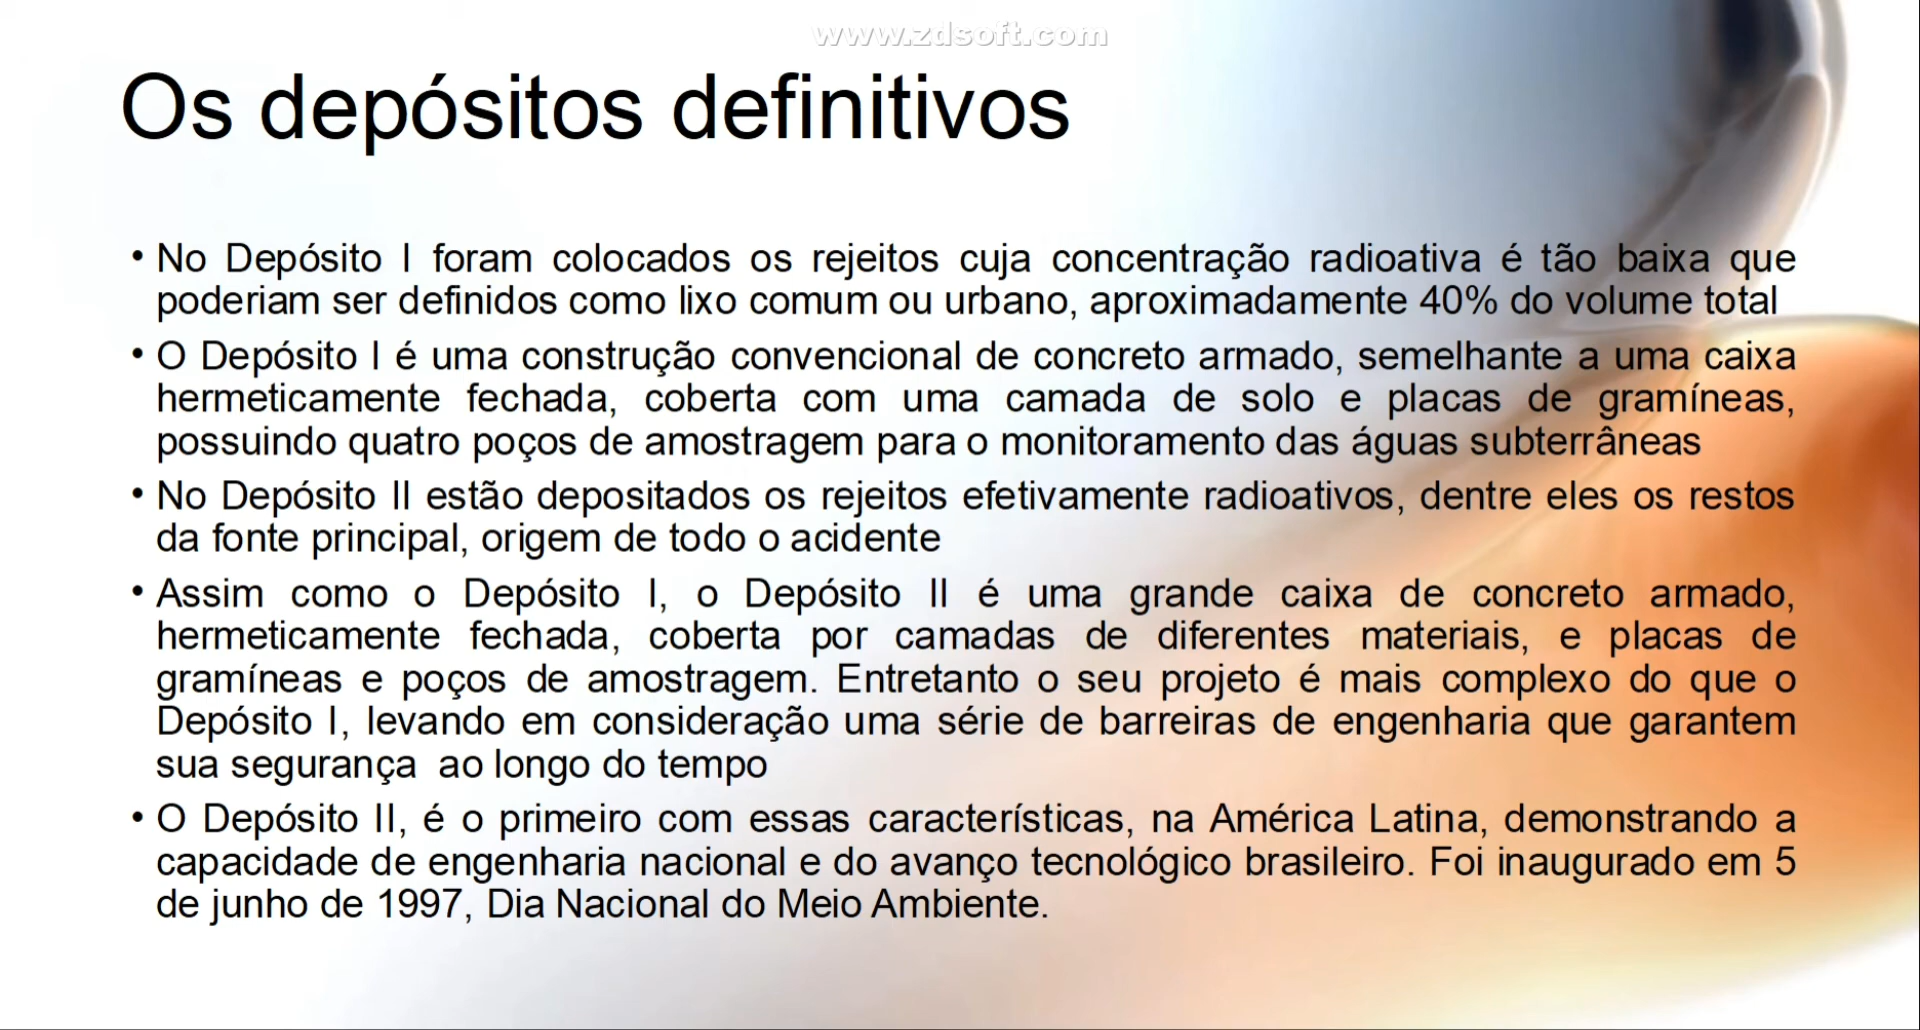 www.zdsoft.com
Os depósitos definitivos
• No Depósito I foram colocados os rejeitos cuja concentração radioativa é tão baixa que
poderiam ser definidos como lixo comum ou urbano, aproximadamente 40% do volume total
• O Depósito I é uma construção convencional de concreto armado, semelhante a uma caixa
hermeticamente fechada, coberta com uma camada de solo e placas de gramíneas,
possuindo quatro poços de amostragem para o monitoramento das águas subterrâneas
• No Depósito II estão depositados os rejeitos efetivamente radioativos, dentre eles os restos
da fonte principal, origem de todo o acidente
• Assim como o Depósito I, o Depósito II é uma grande caixa de concreto armado,
hermeticamente fechada, coberta por camadas de diferentes materiais, e placas de
gramíneas e poços de amostragem. Entretanto o seu projeto é mais complexo do que o
Depósito I, levando em consideração uma série de barreiras de engenharia que garantem
sua segurança ao longo do tempo
• O Depósito II, é o primeiro com essas características, na América Latina, demonstrando a
capacidade de engenharia nacional e do avanço tecnológico brasileiro. Foi inaugurado em 5
de junho de 1997, Dia Nacional do Meio Ambiente.